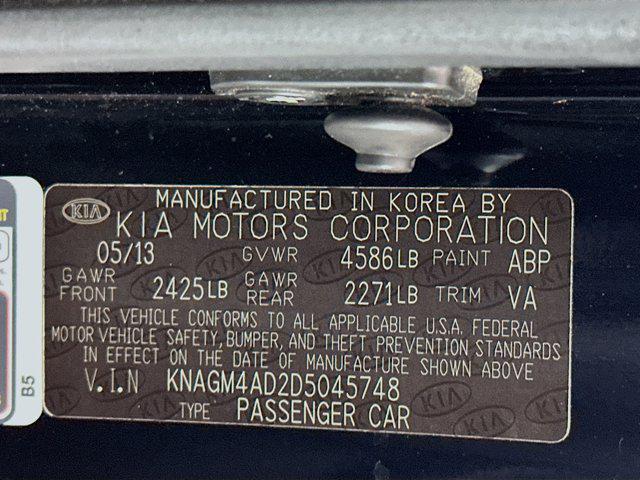 MANUFACTURED IN KOREA BY
KIA KIA MOTORS CORPORATION
05/13 GVWR 4586LB PAINT ABP
GAWR FRONT 2425LB GAWR REAR 2271LB TRIM VA
THIS VEHICLE CONFORMS TO ALL APPLICABLE U.S.A. FEDERAL
MOTOR VEHICLE SAFETY, BUMPER, AND THEFT PREVENTION STANDARDS
IN EFFECT ON THE DATE OF MANUFACTURE SHOWN ABOVE
V.I.N KNAGM4AD2D5045748
TYPE PASSENGER CAR
B5